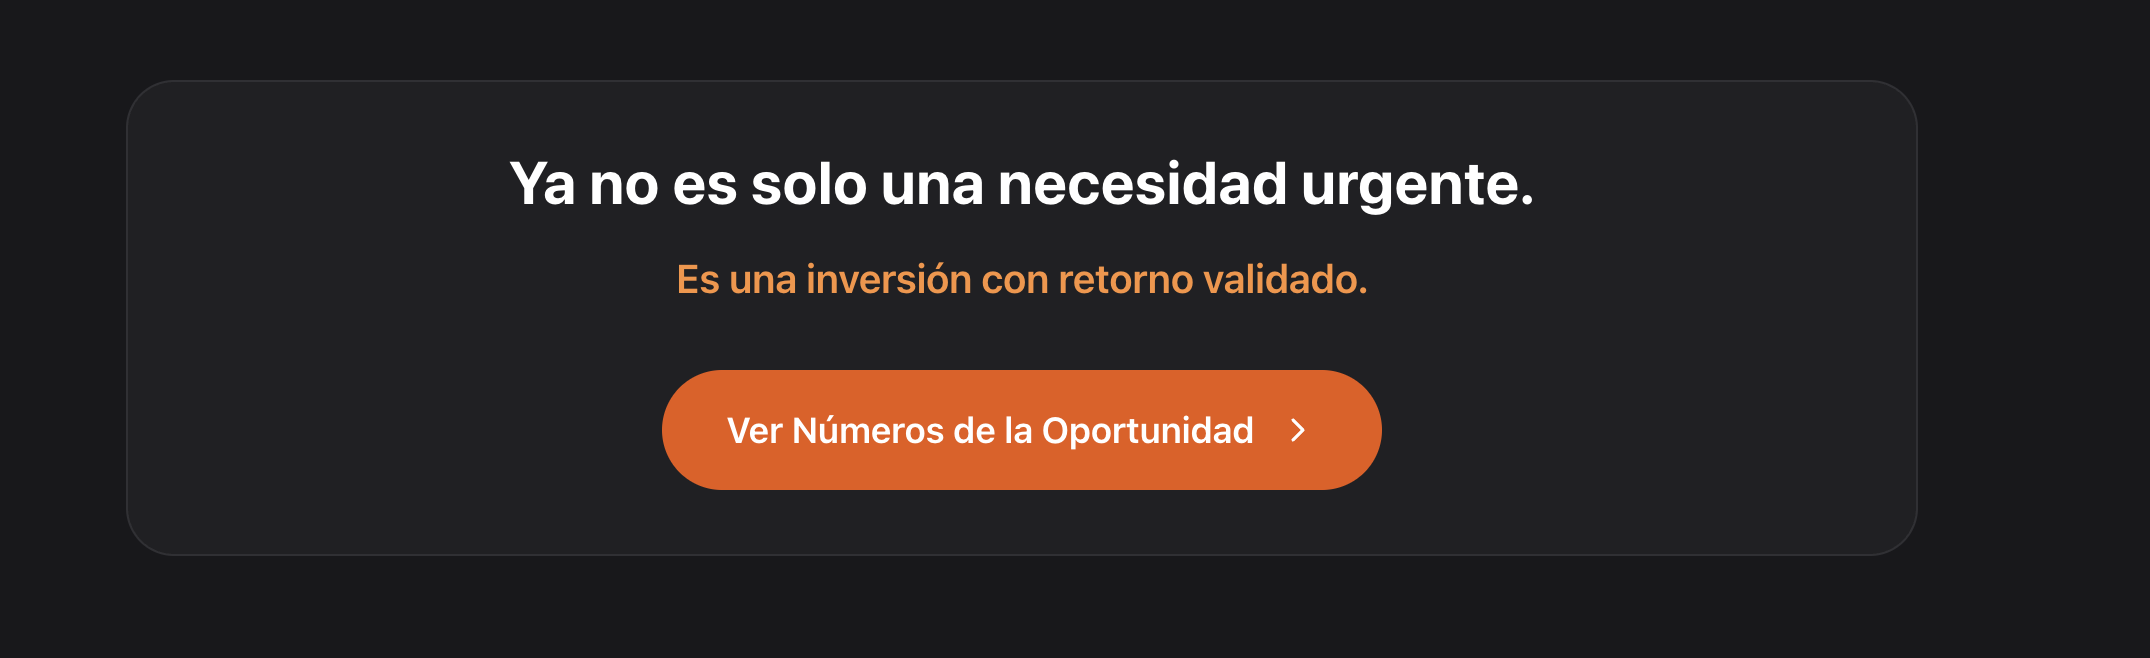 Ya no es solo una necesidad urgente.
Es una inversión con retorno validado.
Ver Números de la Oportunidad